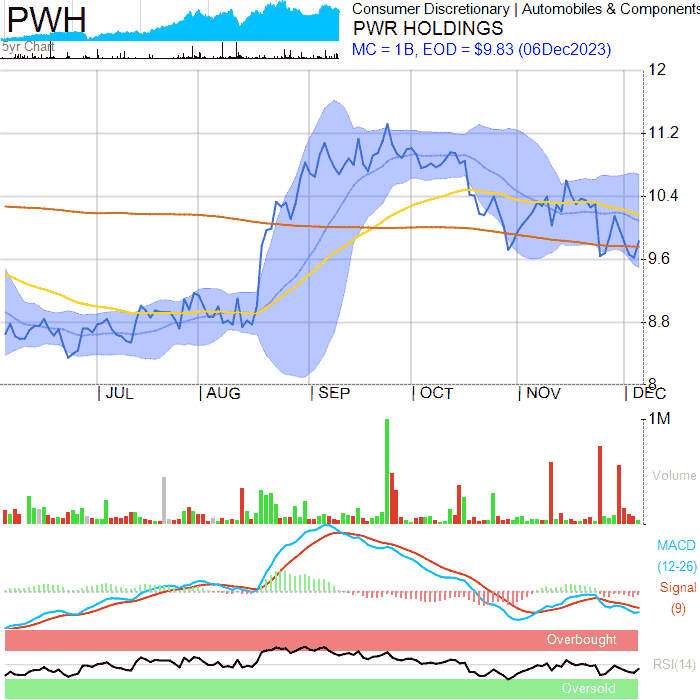 PWH
5yr Chart
Consumer Discretionary | Automobiles & Components
PWR HOLDINGS
MC = 1B, EOD = $9.83 (06Dec2023)
12
11.2
10.4
9.6
8.8
8
JUL AUG SEP OCT NOV DEC
1M
Volume
MACD
(12-26)
Signal
(9)
Overbought
RSI(14)
Oversold